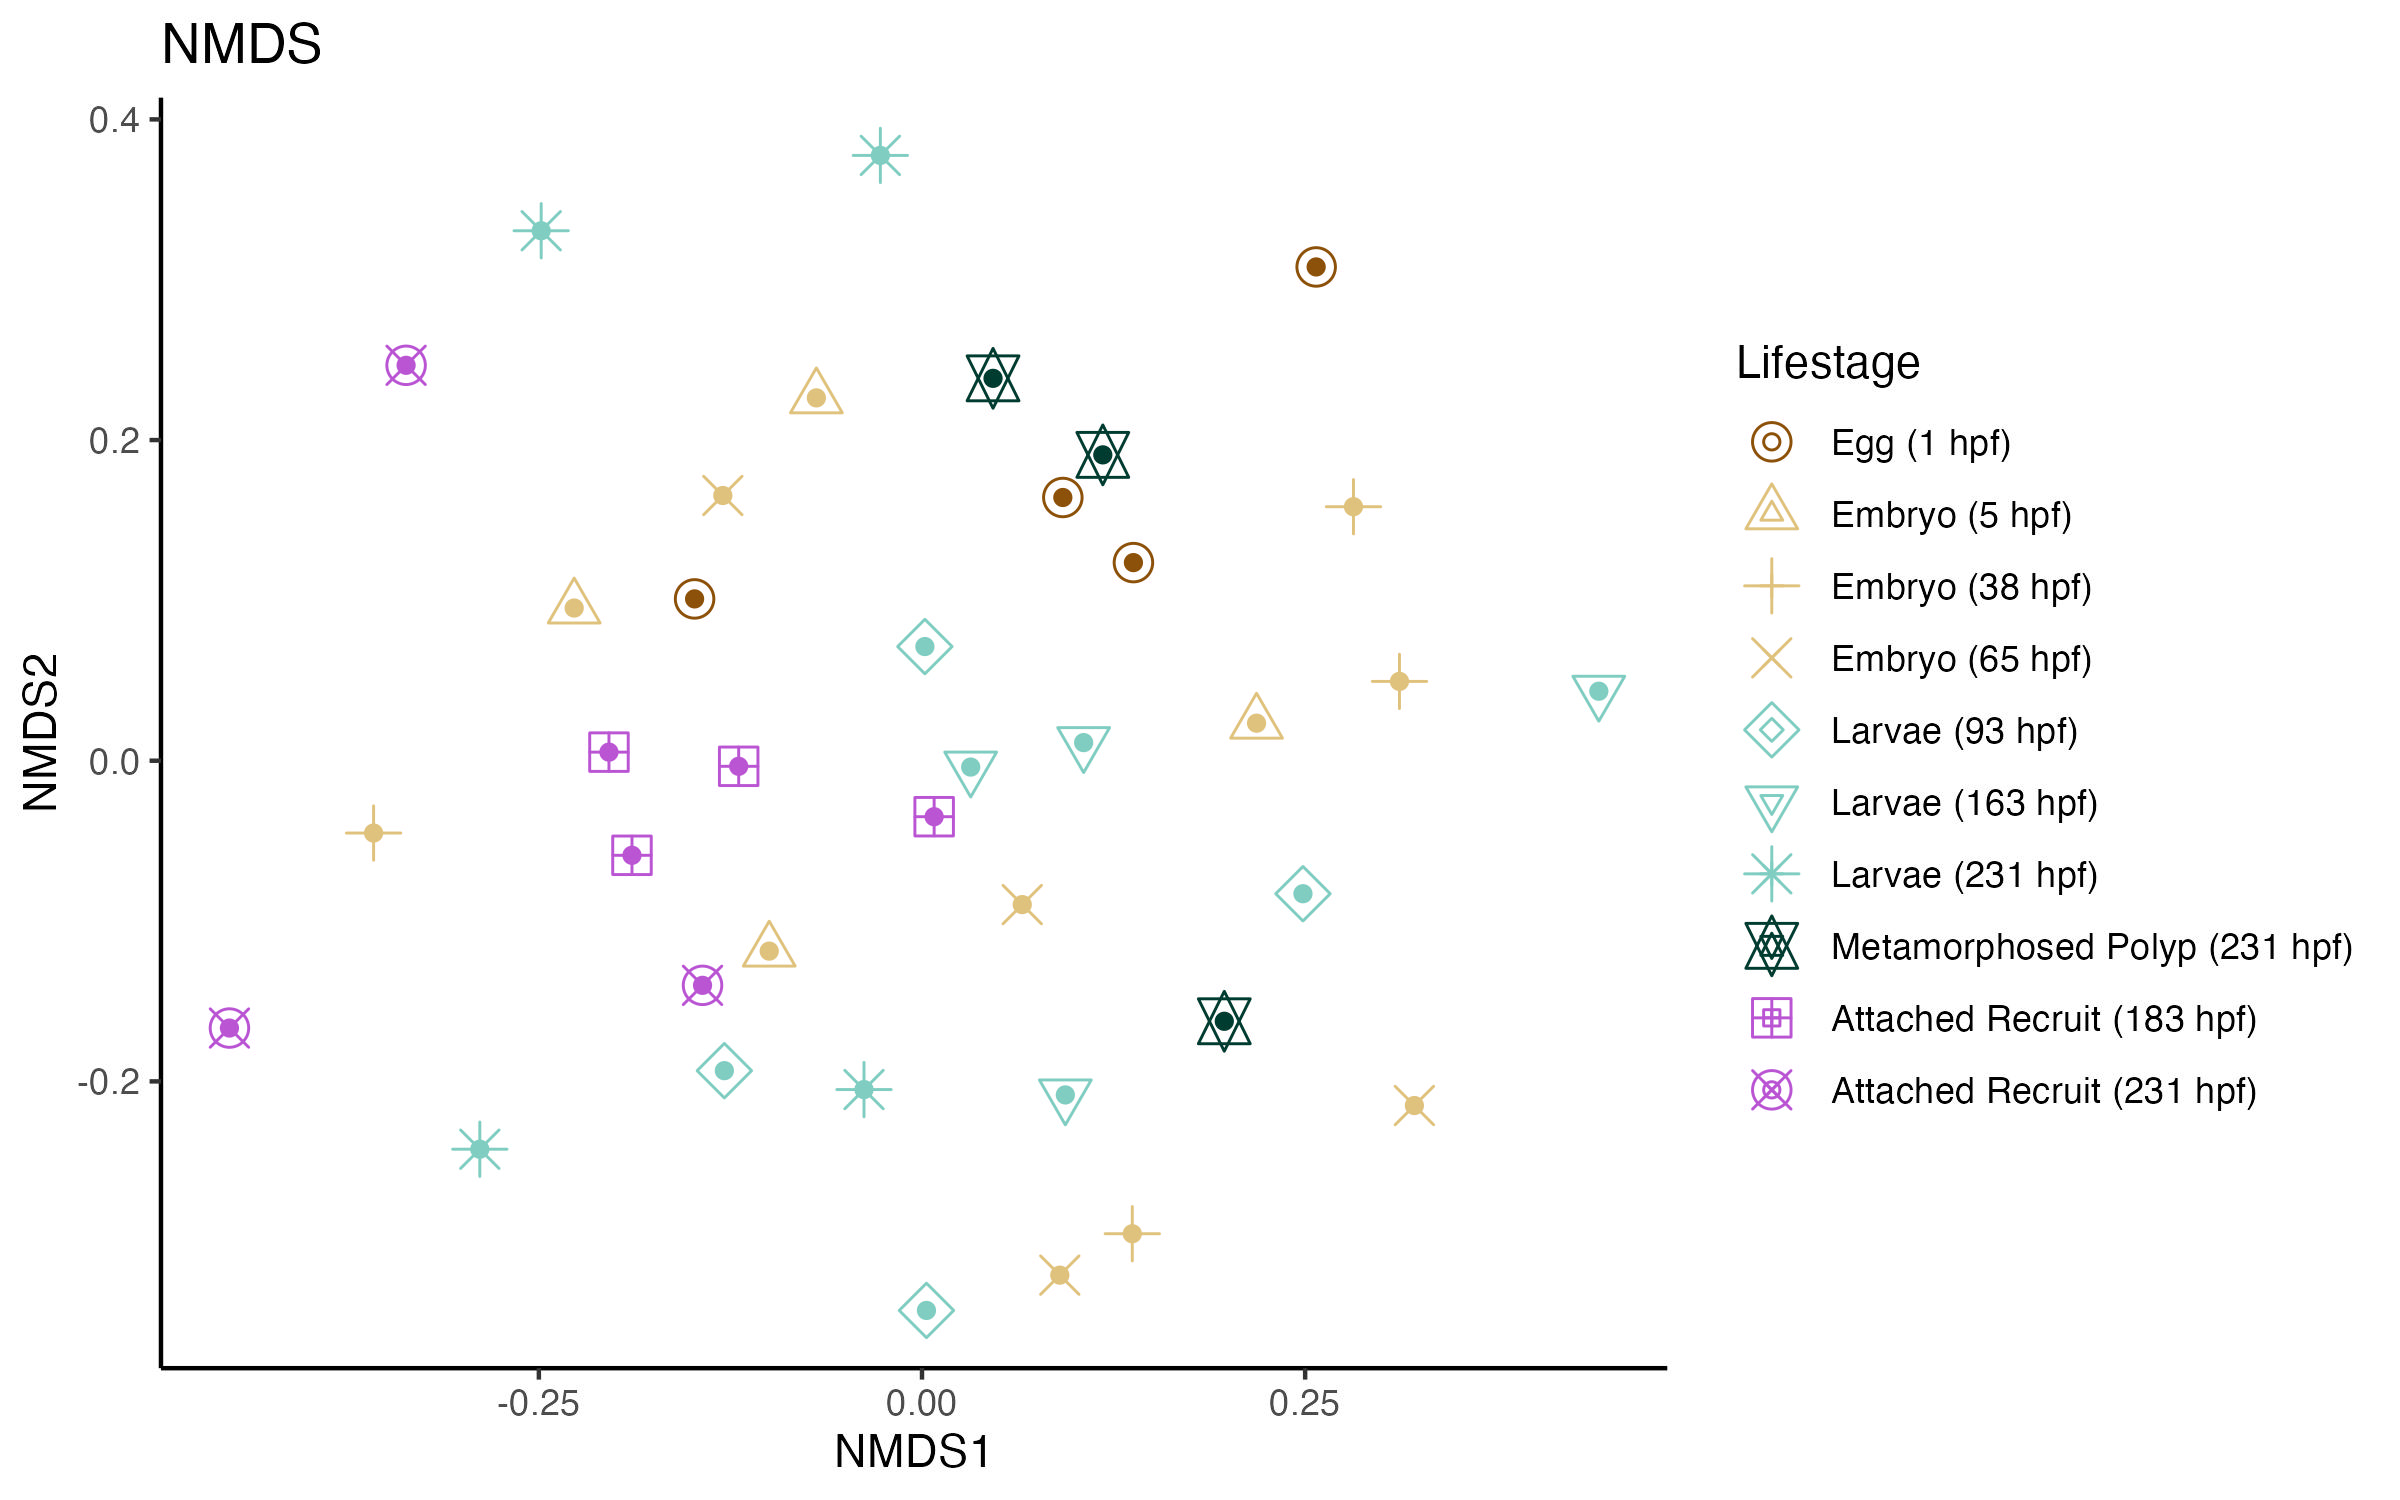 NMDS
0.4
0.2
0.0
-0.2
NMDS2
-0.25
0.00
0.25
NMDS1
Lifestage
Egg (1 hpf)
Embryo (5 hpf)
Embryo (38 hpf)
Embryo (65 hpf)
Larvae (93 hpf)
Larvae (163 hpf)
Larvae (231 hpf)
Metamorphosed Polyp (231 hpf)
Attached Recruit (183 hpf)
Attached Recruit (231 hpf)